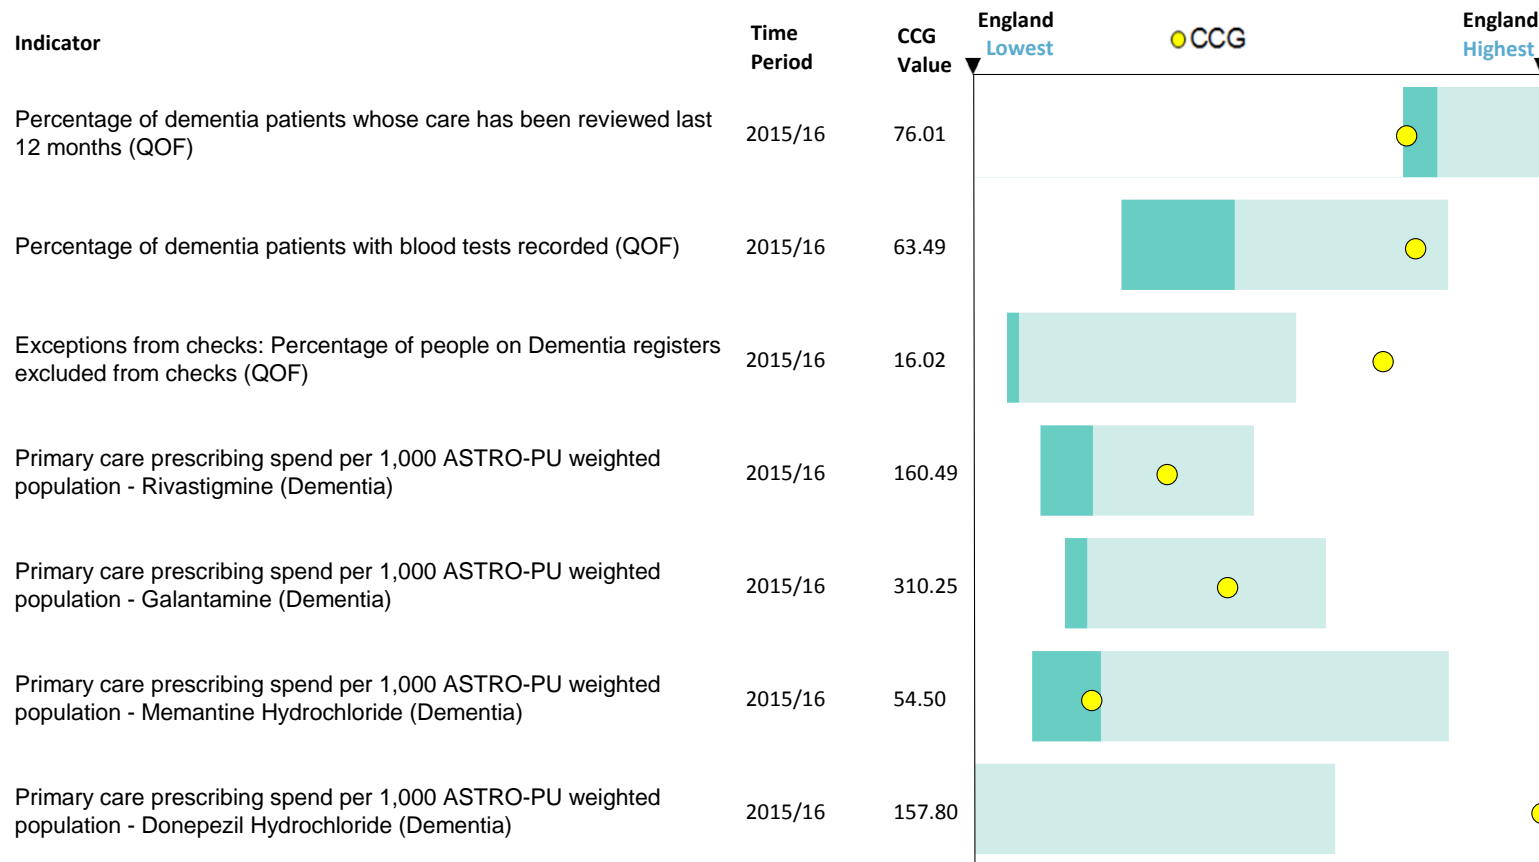 Indicator
Time
Period
CCG
Value
England
Lowest
CCG
England
Highest
Percentage of dementia patients whose care has been reviewed last
12 months (QOF)
2015/16
76.01
Percentage of dementia patients with blood tests recorded (QOF)
2015/16
63.49
Exceptions from checks: Percentage of people on Dementia registers
excluded from checks (QOF)
2015/16
16.02
Primary care prescribing spend per 1,000 ASTRO-PU weighted
population - Rivastigmine (Dementia)
2015/16
160.49
Primary care prescribing spend per 1,000 ASTRO-PU weighted
population - Galantamine (Dementia)
2015/16
310.25
Primary care prescribing spend per 1,000 ASTRO-PU weighted
population - Memantine Hydrochloride (Dementia)
2015/16
54.50
Primary care prescribing spend per 1,000 ASTRO-PU weighted
population - Donepezil Hydrochloride (Dementia)
2015/16
157.80